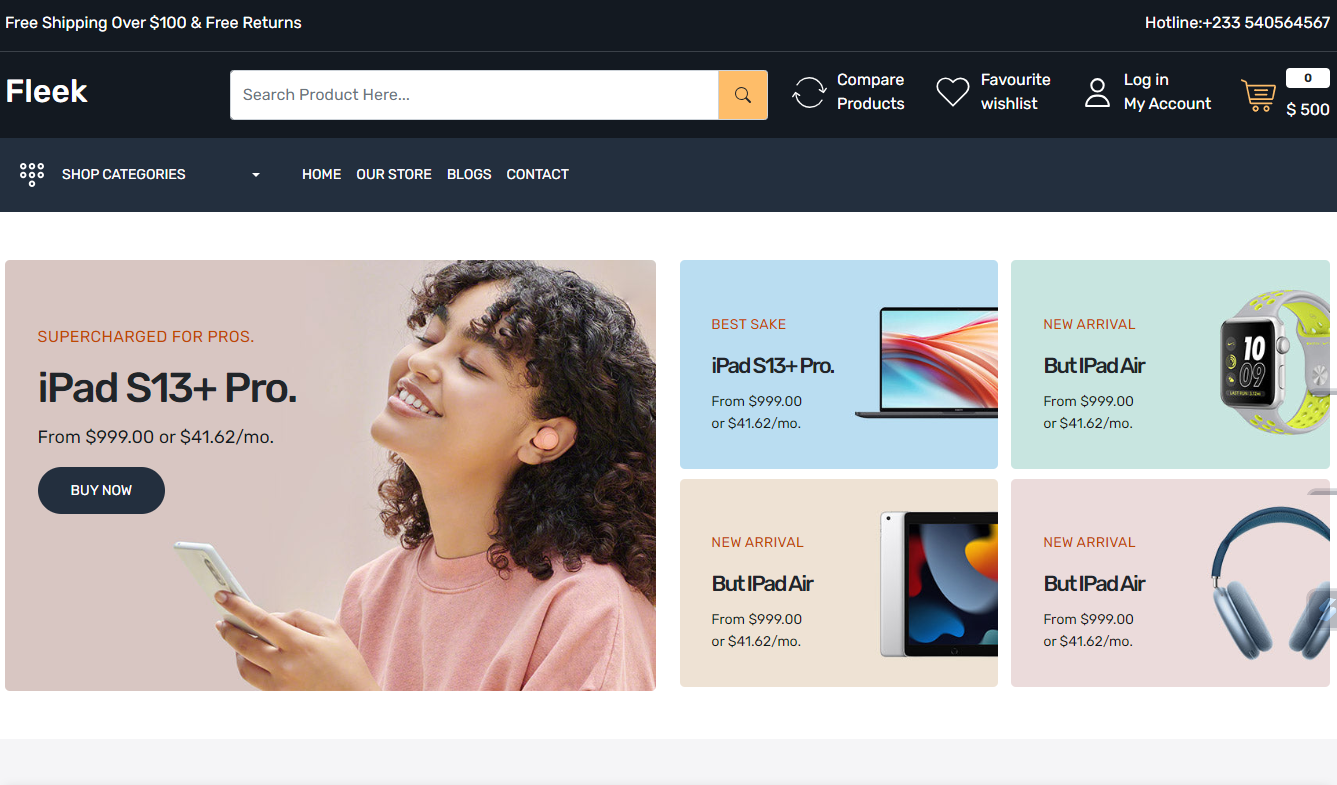 Free Shipping Over $100 & Free Returns
Hotline:+233 540564567
Fleek
Search Product Here...
Compare
Products
Favourite
wishlist
Log in
My Account
0
$ 500
SHOP CATEGORIES
HOME
OUR STORE
BLOGS
CONTACT
SUPERCHARGED FOR PROS.
iPad S13+ Pro.
From $999.00 or $41.62/mo.
BUY NOW
BEST SAKE
iPad S13+ Pro.
From $999.00
or $41.62/mo.
NEW ARRIVAL
But IPad Air
From $999.00
or $41.62/mo.
10
09
NEW ARRIVAL
But IPad Air
From $999.00
or $41.62/mo.
NEW ARRIVAL
But IPad Air
From $999.00
or $41.62/mo.